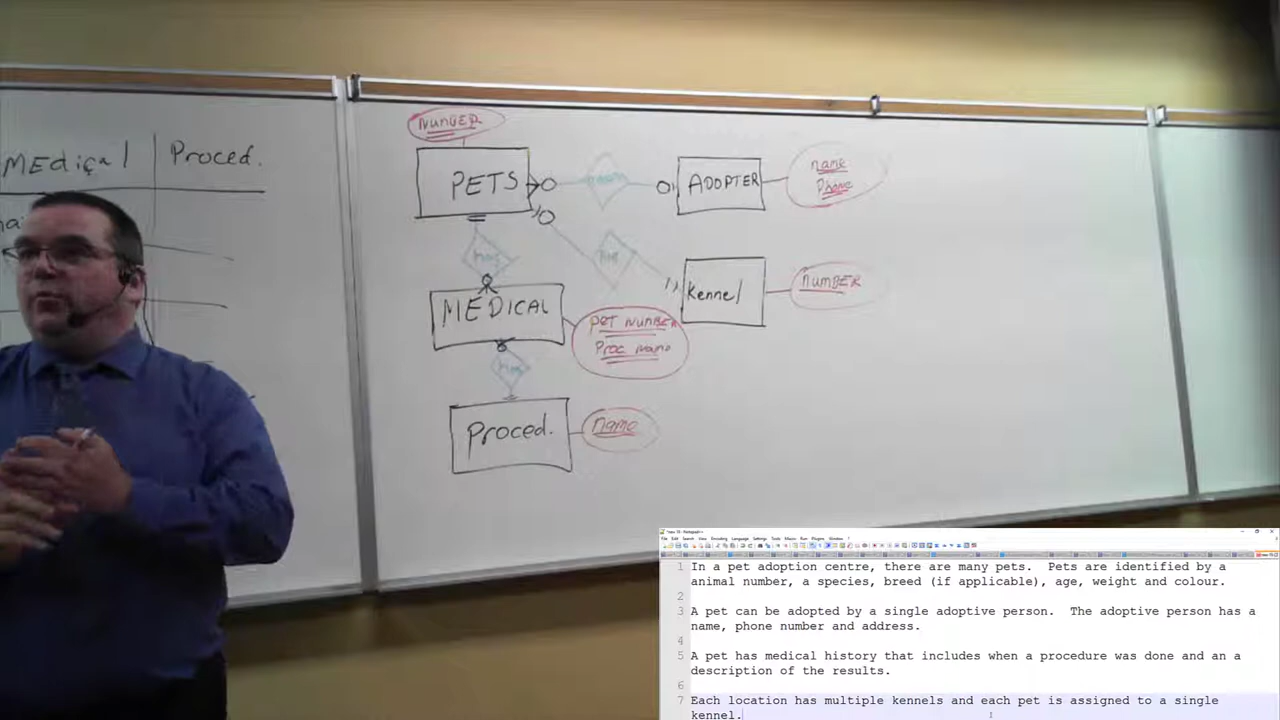 MEdical
Proced.
NUMBER
PETS
ADOPTER
name
Phone
has
has
MEDICAL
Kennel
NUMBER
PET NUMBER
Proc name
has
Proced.
name
1 In a pet adoption centre, there are many pets.  Pets are identified by a
animal number, a species, breed (if applicable), age, weight and colour.
2
3 A pet can be adopted by a single adoptive person.  The adoptive person has a
name, phone number and address.
4
5 A pet has medical history that includes when a procedure was done and an a
description of the results.
6
7 Each location has multiple kennels and each pet is assigned to a single
kennel.